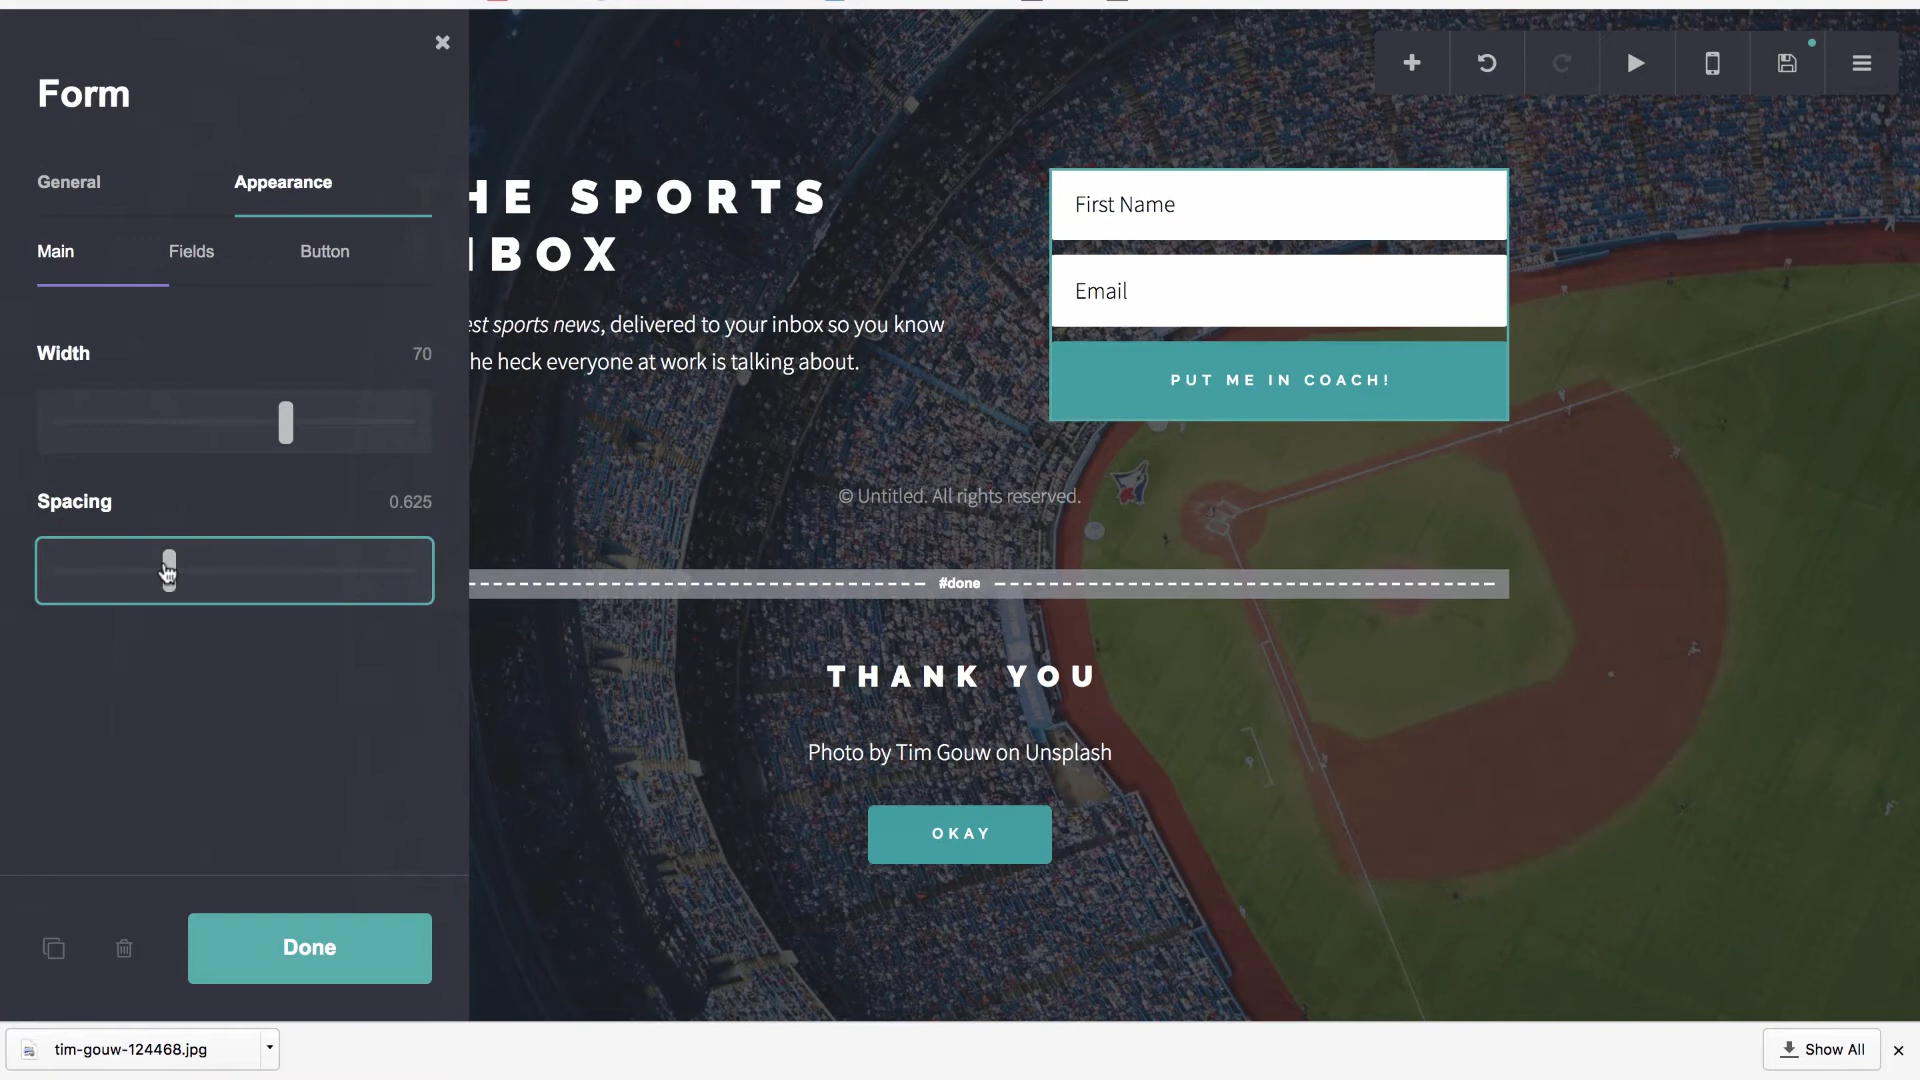 Form
General
Appearance
Main
Fields
Button
Width
70
Spacing
0.625
Done
HE SPORTS
BOX
est sports news, delivered to your inbox so you know
he heck everyone at work is talking about.
First Name
Email
PUT ME IN COACH!
© Untitled. All rights reserved.
#done
THANK YOU
Photo by Tim Gouw on Unsplash
OKAY
tim-gouw-124468.jpg
Show All